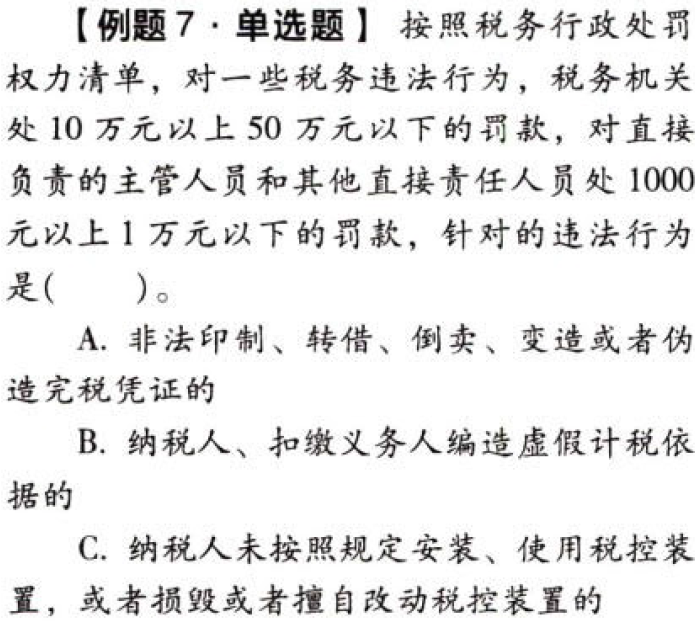 【例题7·单选题】 按照税务行政处罚
权力清单，对一些税务违法行为，税务机关
处 10 万元以上 50 万元以下的罚款，对直接
负责的主管人员和其他直接责任人员处 1000
元以上 1 万元以下的罚款，针对的违法行为
是(　　)。
A. 非法印制、转借、倒卖、变造或者伪
造完税凭证的
B. 纳税人、扣缴义务人编造虚假计税依
据的
C. 纳税人未按照规定安装、使用税控装
置，或者损毁或者擅自改动税控装置的